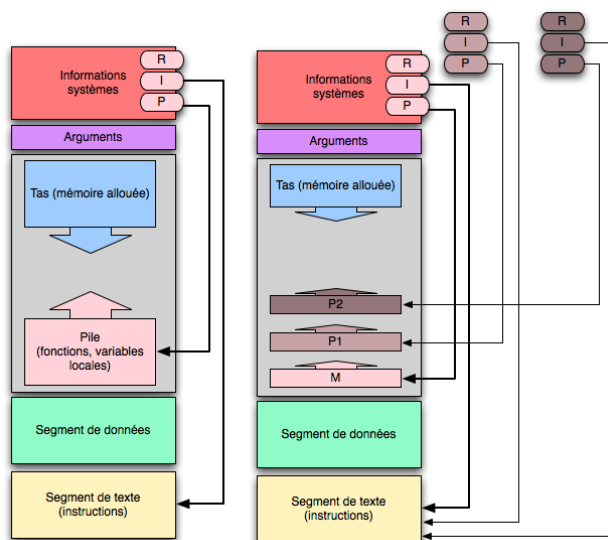 R
Informations
systèmes
I
P
Arguments
Tas (mémoire allouée)
Pile
(fonctions, variables
locales)
Segment de données
Segment de texte
(instructions)
R
Informations
systèmes
I
P
R
I
P
R
I
P
Arguments
Tas (mémoire allouée)
P2
P1
M
Segment de données
Segment de texte
(instructions)